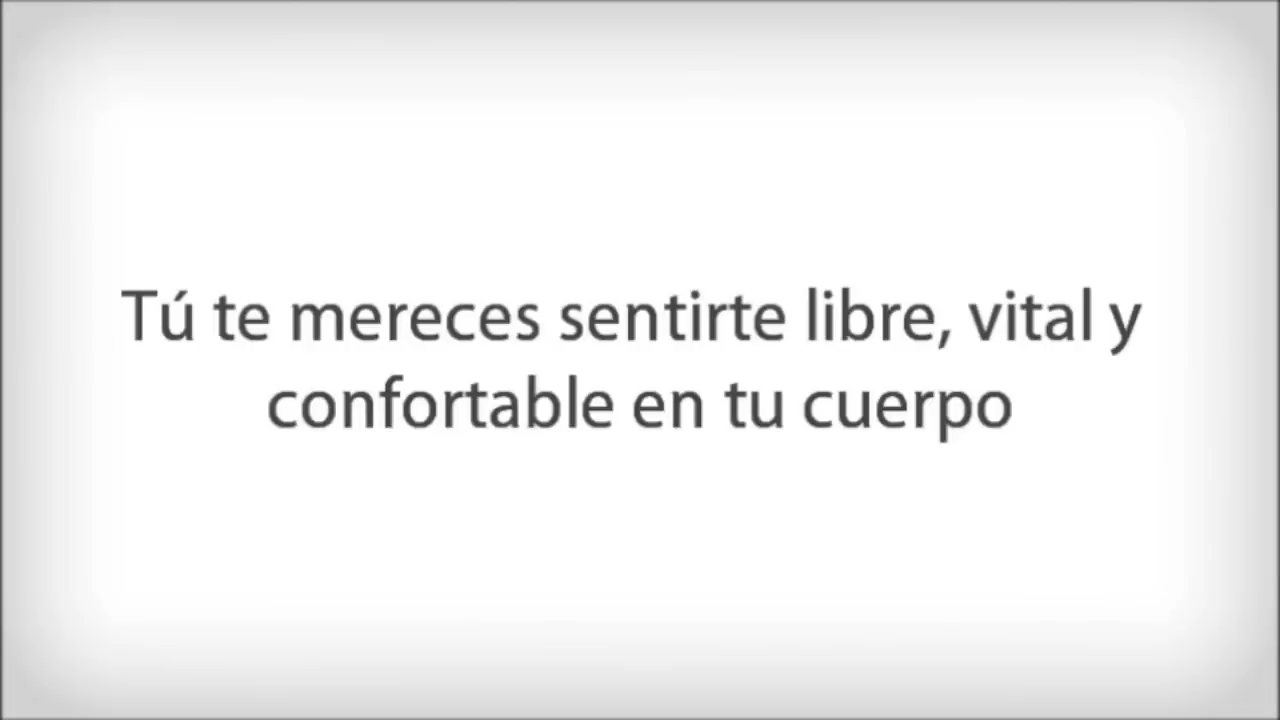 Tú te mereces sentirte libre, vital y
confortable en tu cuerpo